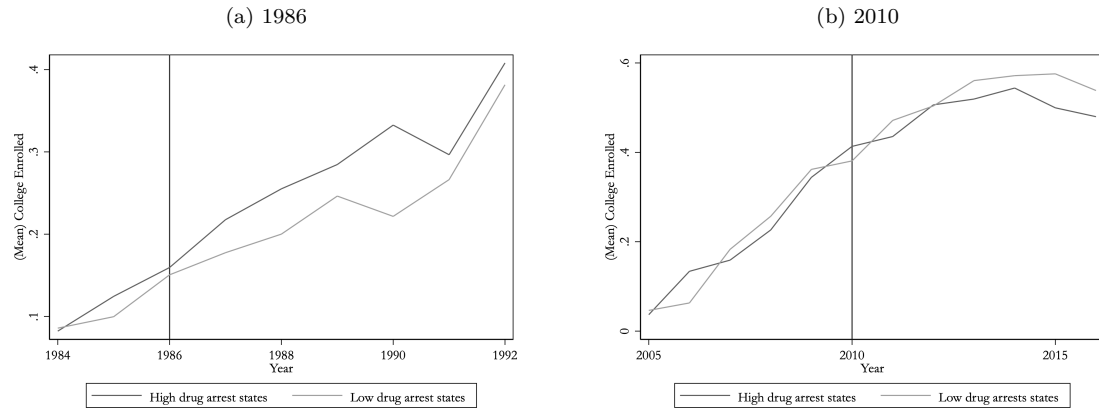 (a) 1986
(Mean) College Enrolled
.4
.3
.2
.1
1984 1986 1988 1990 1992
Year
High drug arrest states Low drug arrest states
(b) 2010
(Mean) College Enrolled
.6
.4
.2
0
2005 2010 2015
Year
High drug arrest states Low drug arrests states